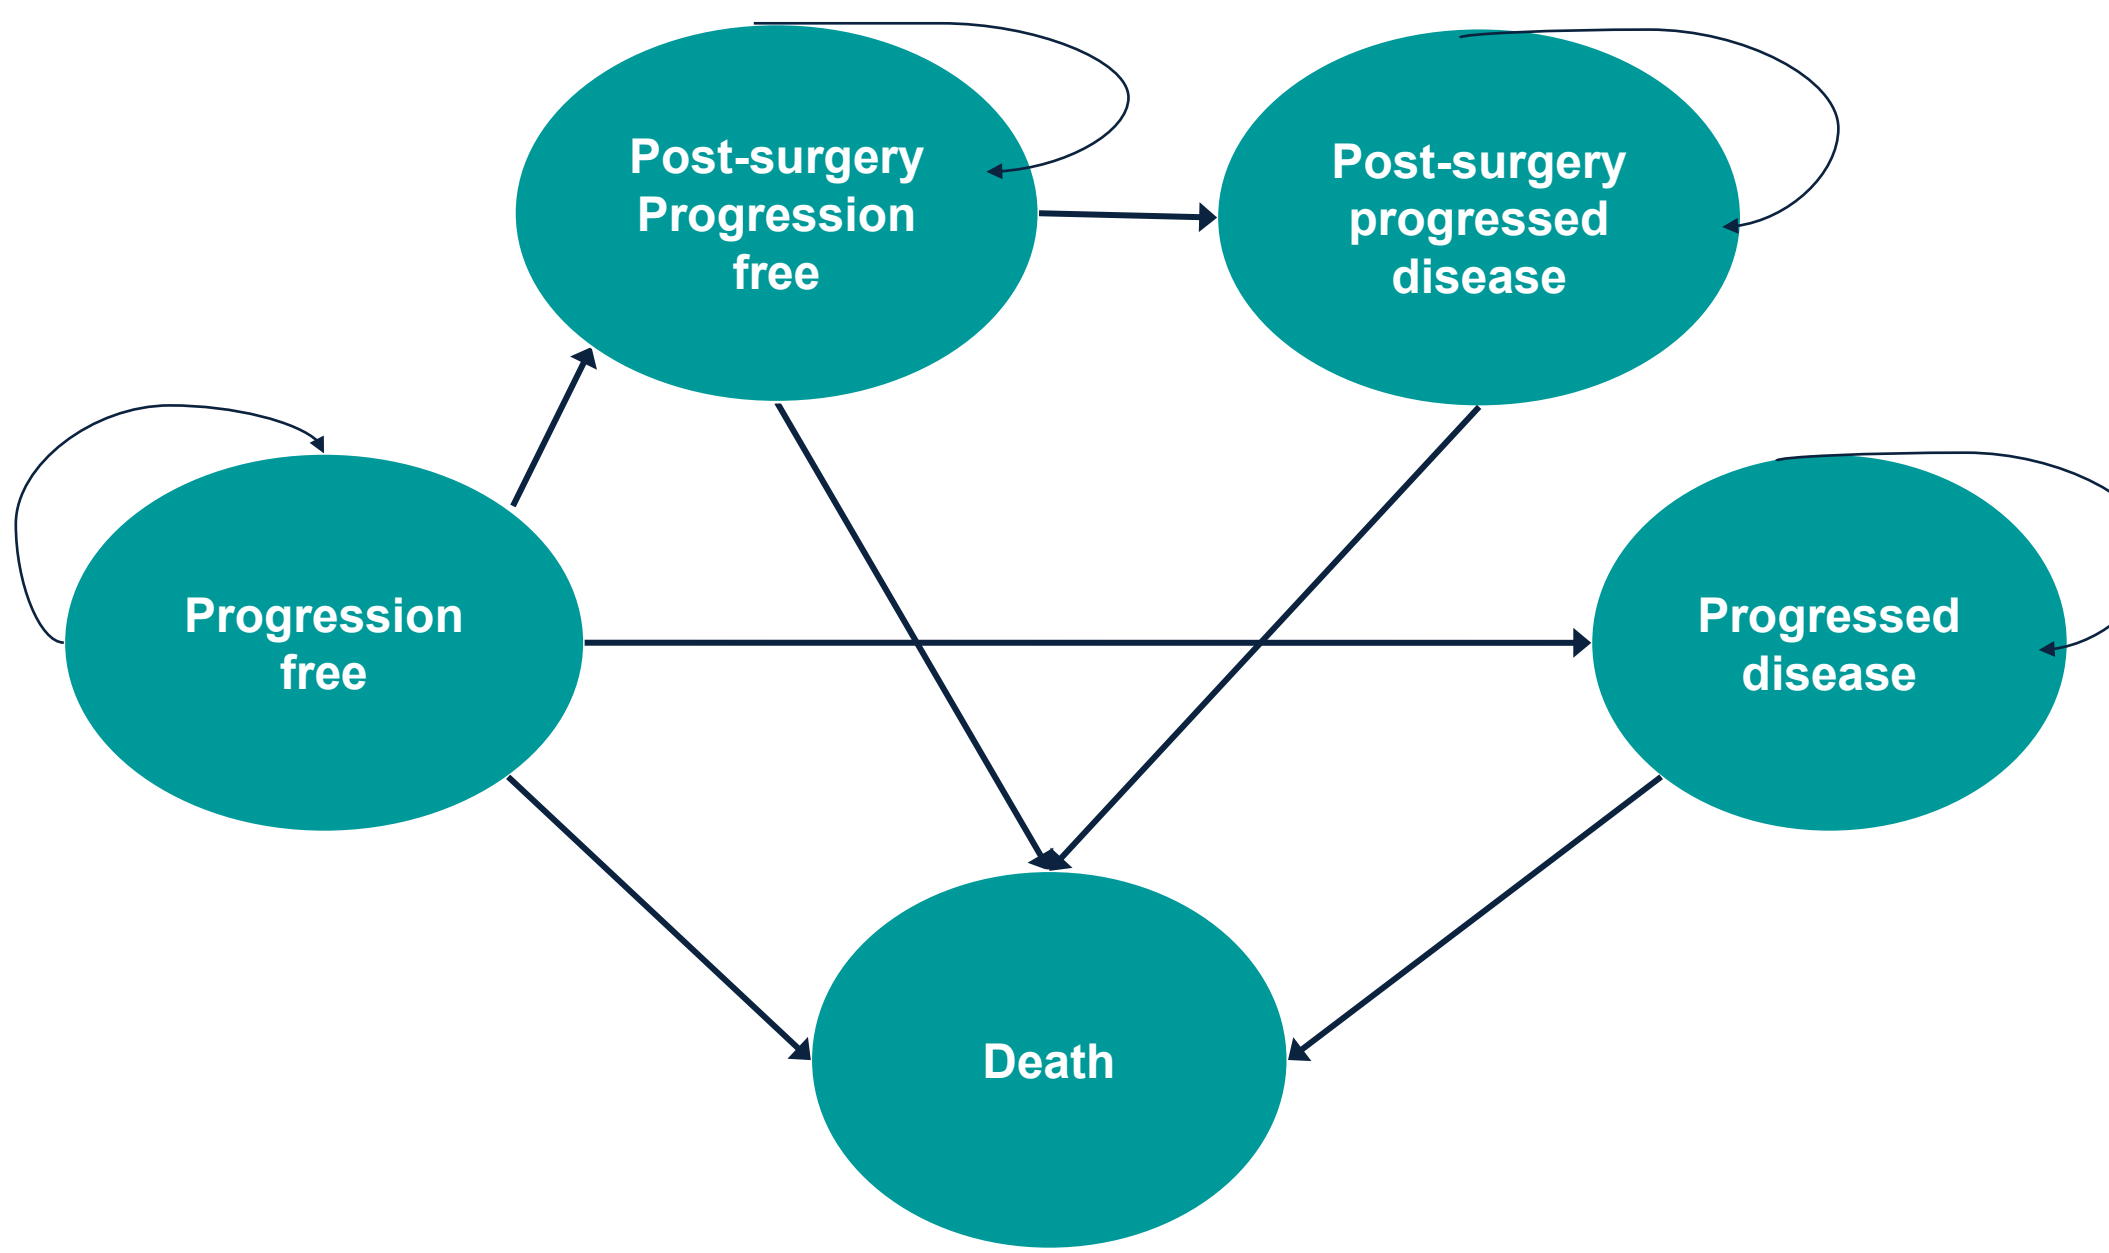 Post-surgery
Progression
free
Post-surgery
progressed
disease
Progression
free
Progressed
disease
Death